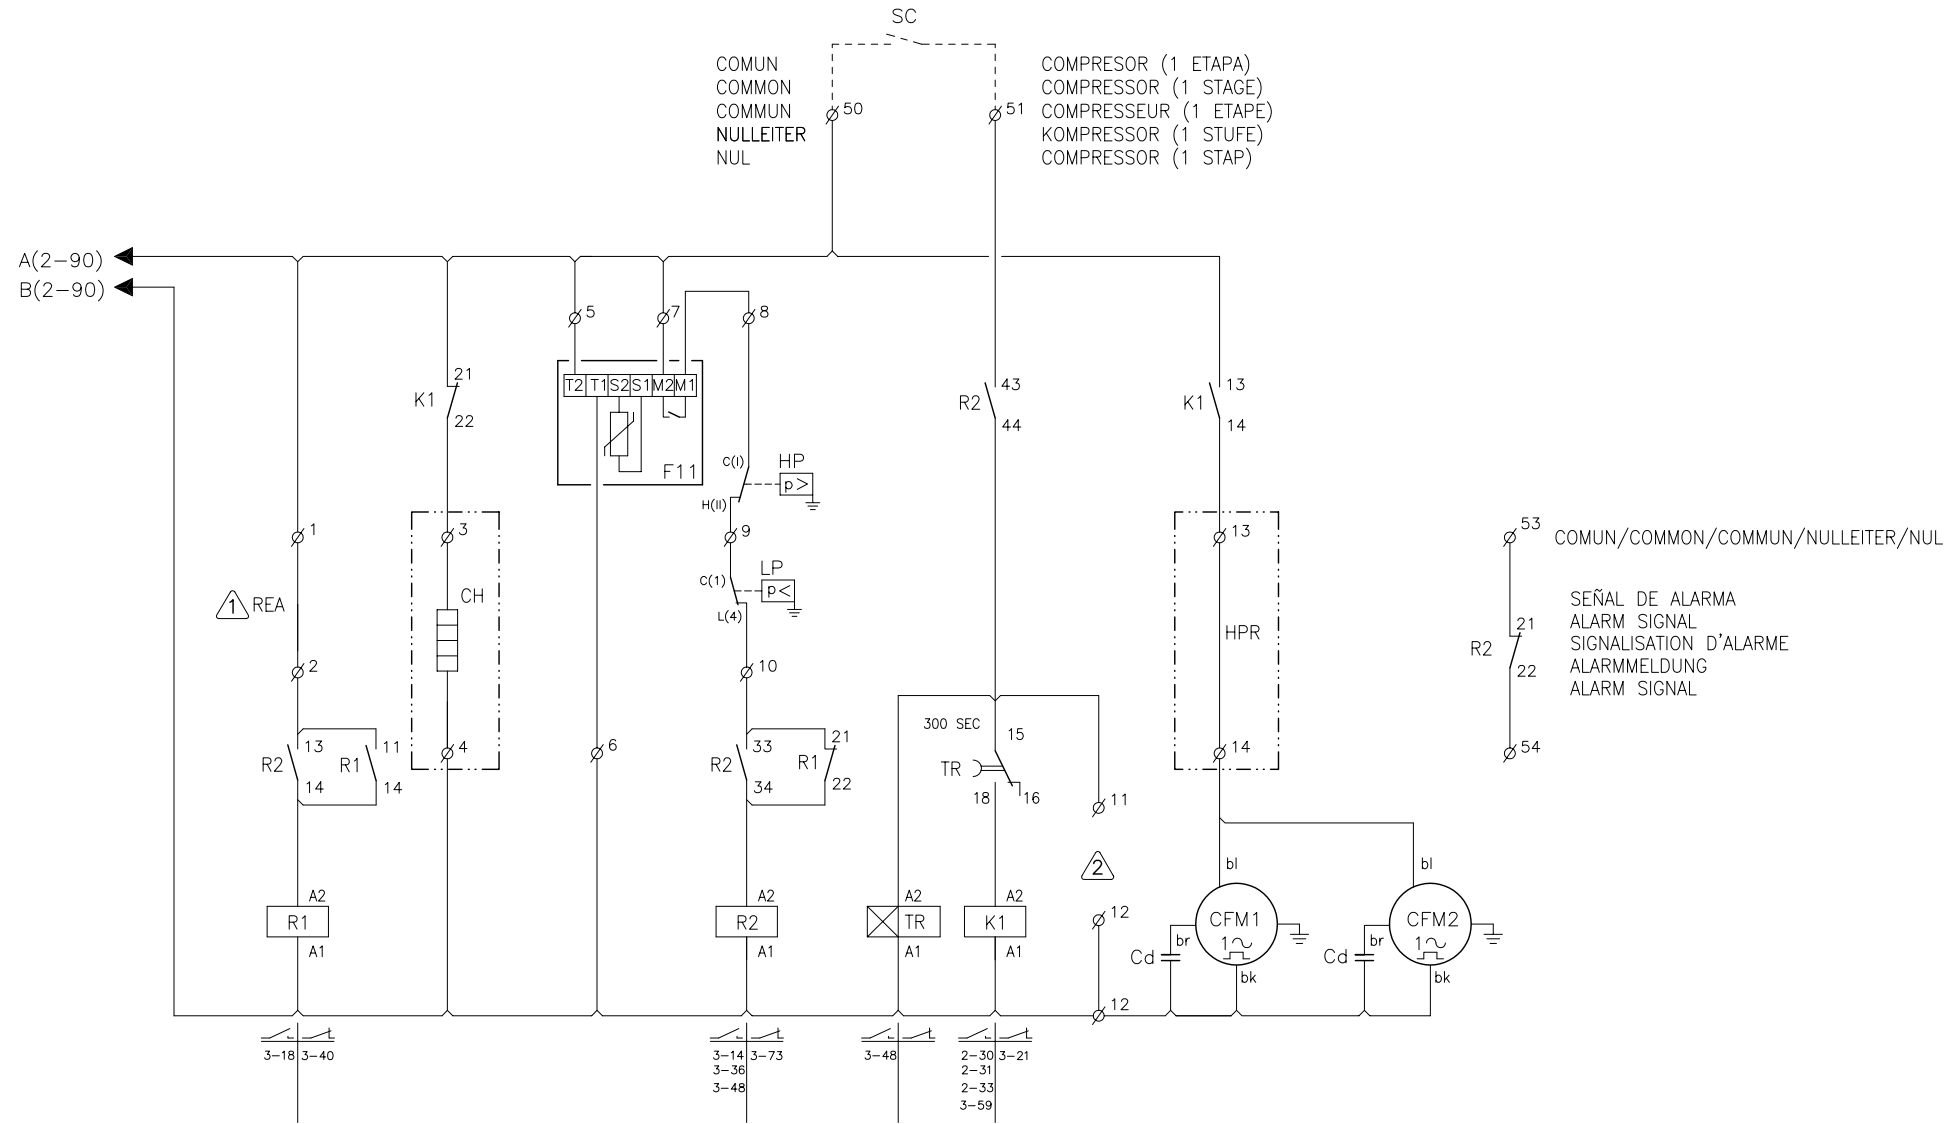 SC
COMUN
COMMON
COMMUN
NULLEITER
NUL
50
51
COMPRESOR (1 ETAPA)
COMPRESSOR (1 STAGE)
COMPRESSEUR (1 ETAPE)
KOMPRESSOR (1 STUFE)
COMPRESSOR (1 STAP)
A(2-90)
B(2-90)
5
7
8
K1
21
22
T2 T1 S2 S1 M2 M1
F11
R2
43
44
K1
13
14
C(I)
HP
p>
H(II)
9
C(1)
LP
p<
L(4)
10
1
1 REA
2
3
CH
4
6
13
HPR
14
53
COMUN/COMMON/COMMUN/NULLEITER/NUL
SEÑAL DE ALARMA
ALARM SIGNAL
SIGNALISATION D'ALARME
ALARMMELDUNG
ALARM SIGNAL
R2
21
22
54
R2
13
14
R1
11
14
R2
33
34
R1
21
22
300 SEC
15
TR
18
16
11
2
12
12
A2
R1
A1
A2
R2
A1
A2
TR
A1
A2
K1
A1
bl
CFM1
1~
br
Cd
bk
bl
CFM2
1~
br
Cd
bk
3-18
3-40
3-14
3-73
3-36
3-48
3-48
2-30
3-21
2-31
2-33
3-59